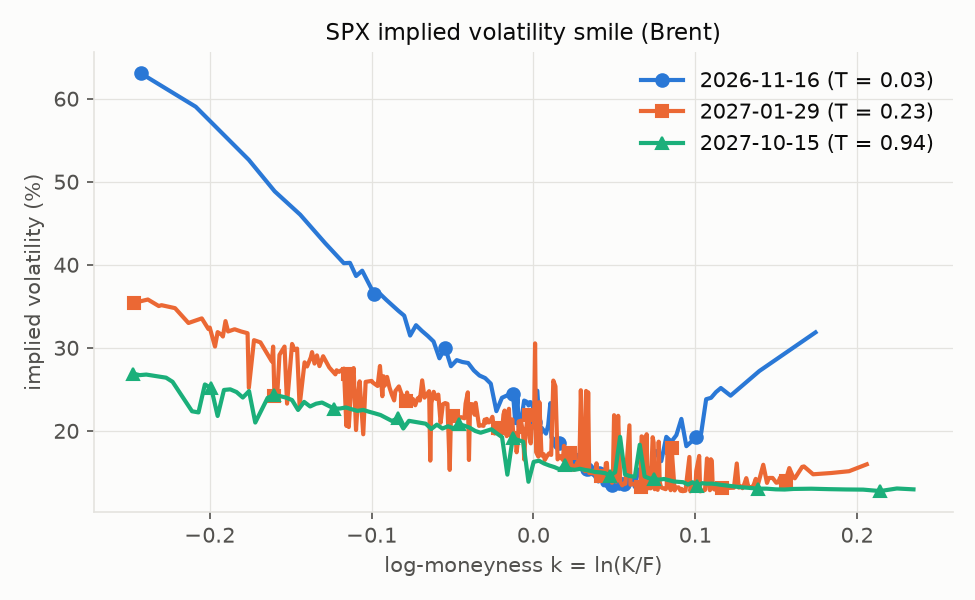 SPX implied volatility smile (Brent)
2026-11-16 (T = 0.03)
2027-01-29 (T = 0.23)
2027-10-15 (T = 0.94)
implied volatility (%)
60
50
40
30
20
−0.2
−0.1
0.0
0.1
0.2
log-moneyness k = ln(K/F)